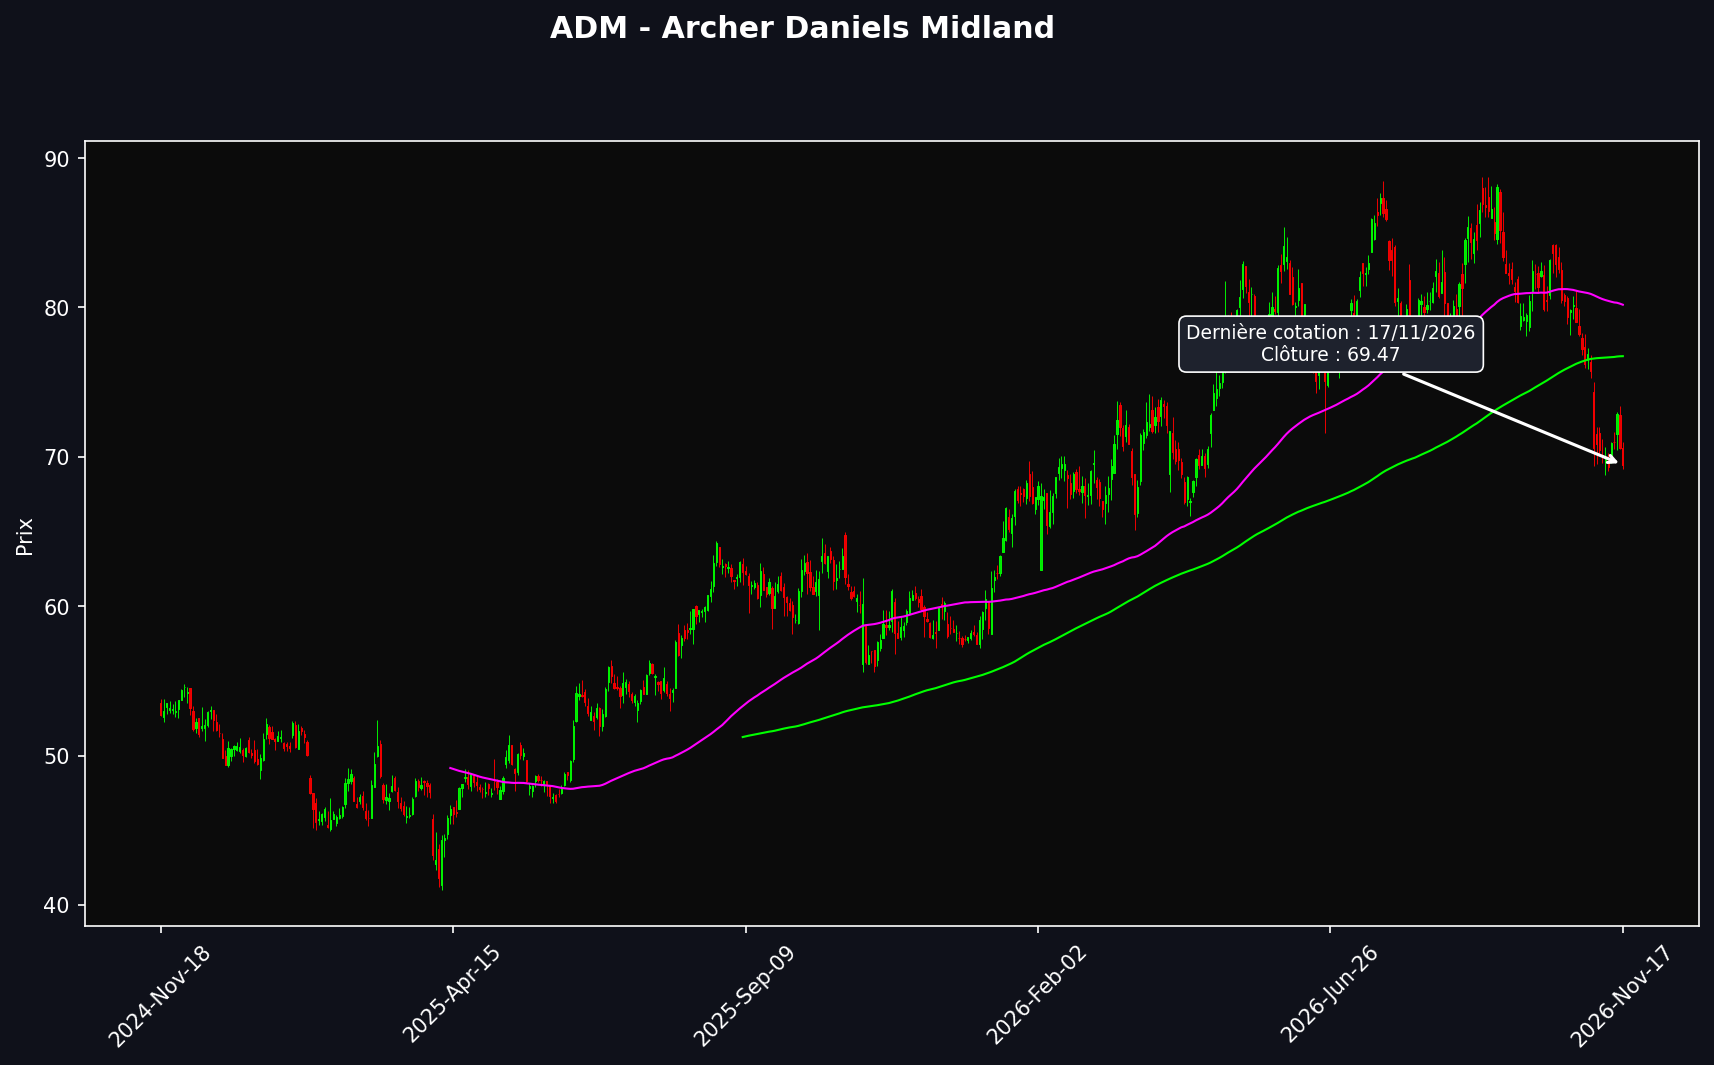 ADM - Archer Daniels Midland
90
80
70
60
50
40
Prix
Dernière cotation : 17/11/2026
Clôture : 69.47
2024-Nov-18
2025-Apr-15
2025-Sep-09
2026-Feb-02
2026-Jun-26
2026-Nov-17